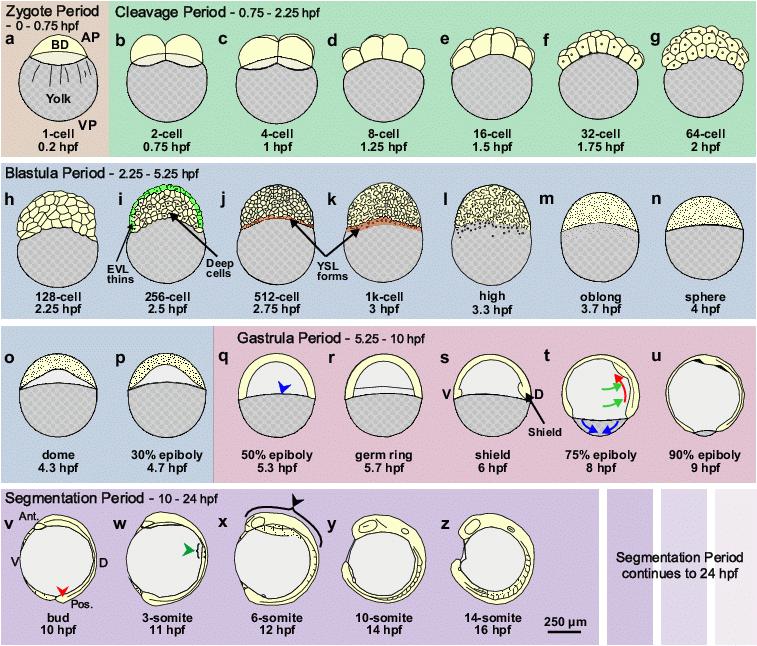 Zygote Period
- 0 - 0.75 hpf
Cleavage Period - 0.75 - 2.25 hpf
a
BD
AP
Yolk
VP
1-cell
0.2 hpf
b
2-cell
0.75 hpf
c
4-cell
1 hpf
d
8-cell
1.25 hpf
e
16-cell
1.5 hpf
f
32-cell
1.75 hpf
g
64-cell
2 hpf
Blastula Period - 2.25 - 5.25 hpf
h
128-cell
2.25 hpf
i
EVL
thins
Deep
cells
256-cell
2.5 hpf
j
512-cell
2.75 hpf
YSL
forms
k
1k-cell
3 hpf
l
high
3.3 hpf
m
oblong
3.7 hpf
n
sphere
4 hpf
o
dome
4.3 hpf
p
30% epiboly
4.7 hpf
Gastrula Period - 5.25 - 10 hpf
q
50% epiboly
5.3 hpf
r
germ ring
5.7 hpf
s
V
D
Shield
shield
6 hpf
t
75% epiboly
8 hpf
u
90% epiboly
9 hpf
Segmentation Period - 10 - 24 hpf
v
Ant.
V
D
Pos.
bud
10 hpf
w
3-somite
11 hpf
x
6-somite
12 hpf
y
10-somite
14 hpf
z
14-somite
16 hpf
250 µm
Segmentation Period
continues to 24 hpf